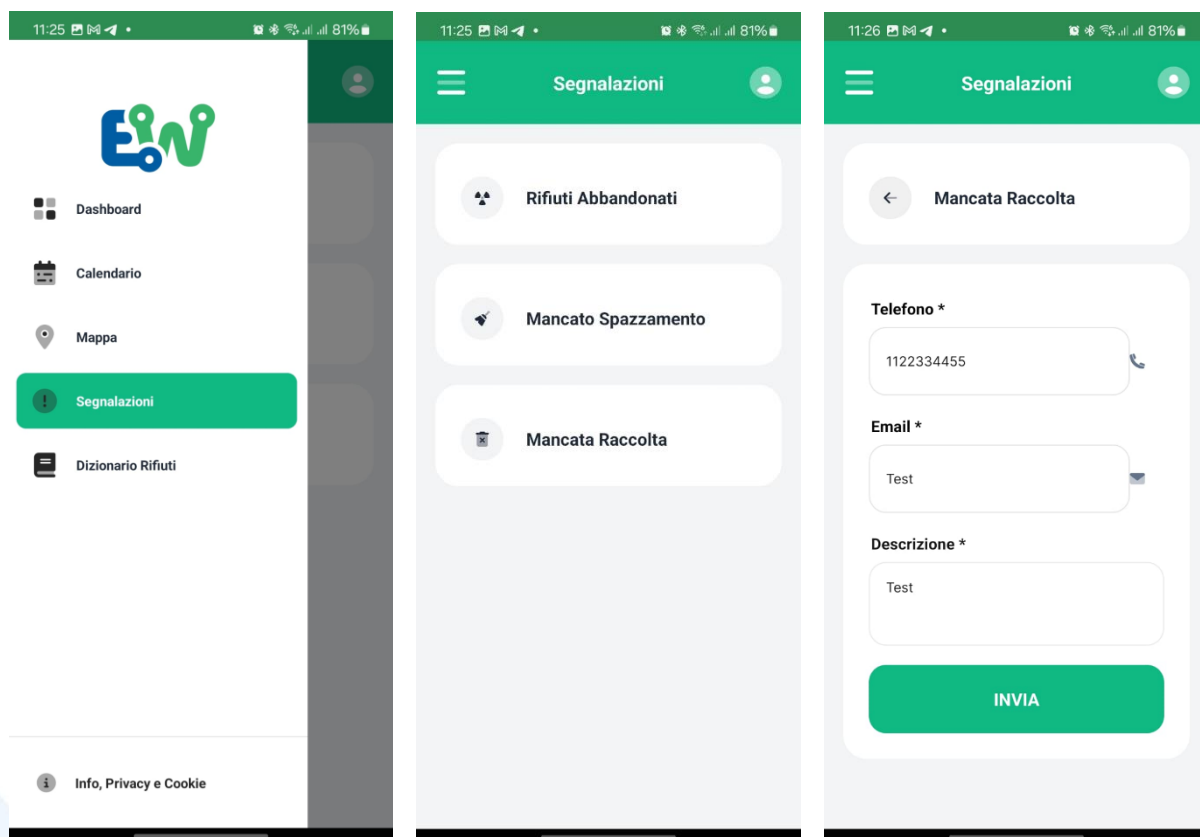 11:25 81%
EW
Dashboard
Calendario
Mappa
Segnalazioni
Dizionario Rifiuti
Info, Privacy e Cookie
11:25 81%
Segnalazioni
Rifiuti Abbandonati
Mancato Spazzamento
Mancata Raccolta
11:26 81%
Segnalazioni
Mancata Raccolta
Telefono *
1122334455
Email *
Test
Descrizione *
Test
INVIA